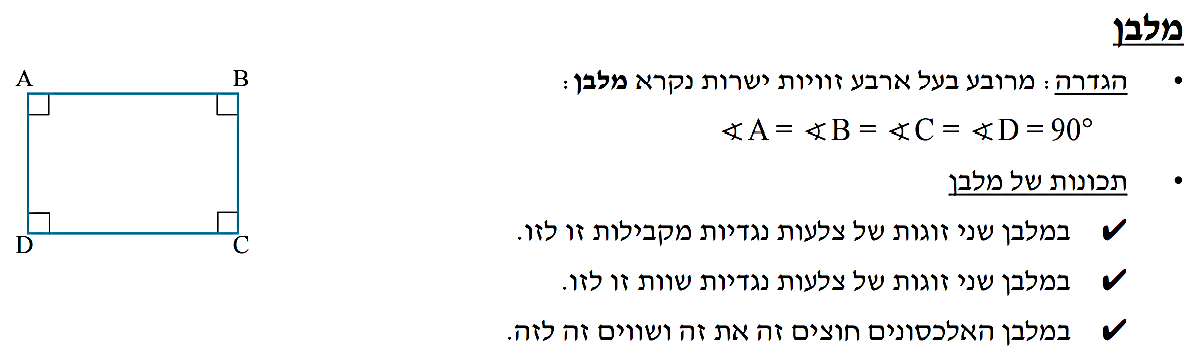 מלבן
• הגדרה: מרובע בעל ארבע זוויות ישרות נקרא מלבן:
∢A = ∢B = ∢C = ∢D = 90°
• תכונות של מלבן
✔ במלבן שני זוגות של צלעות נגדיות מקבילות זו לזו.
✔ במלבן שני זוגות של צלעות נגדיות שוות זו לזו.
✔ במלבן האלכסונים חוצים זה את זה ושווים זה לזה.
A B
D C